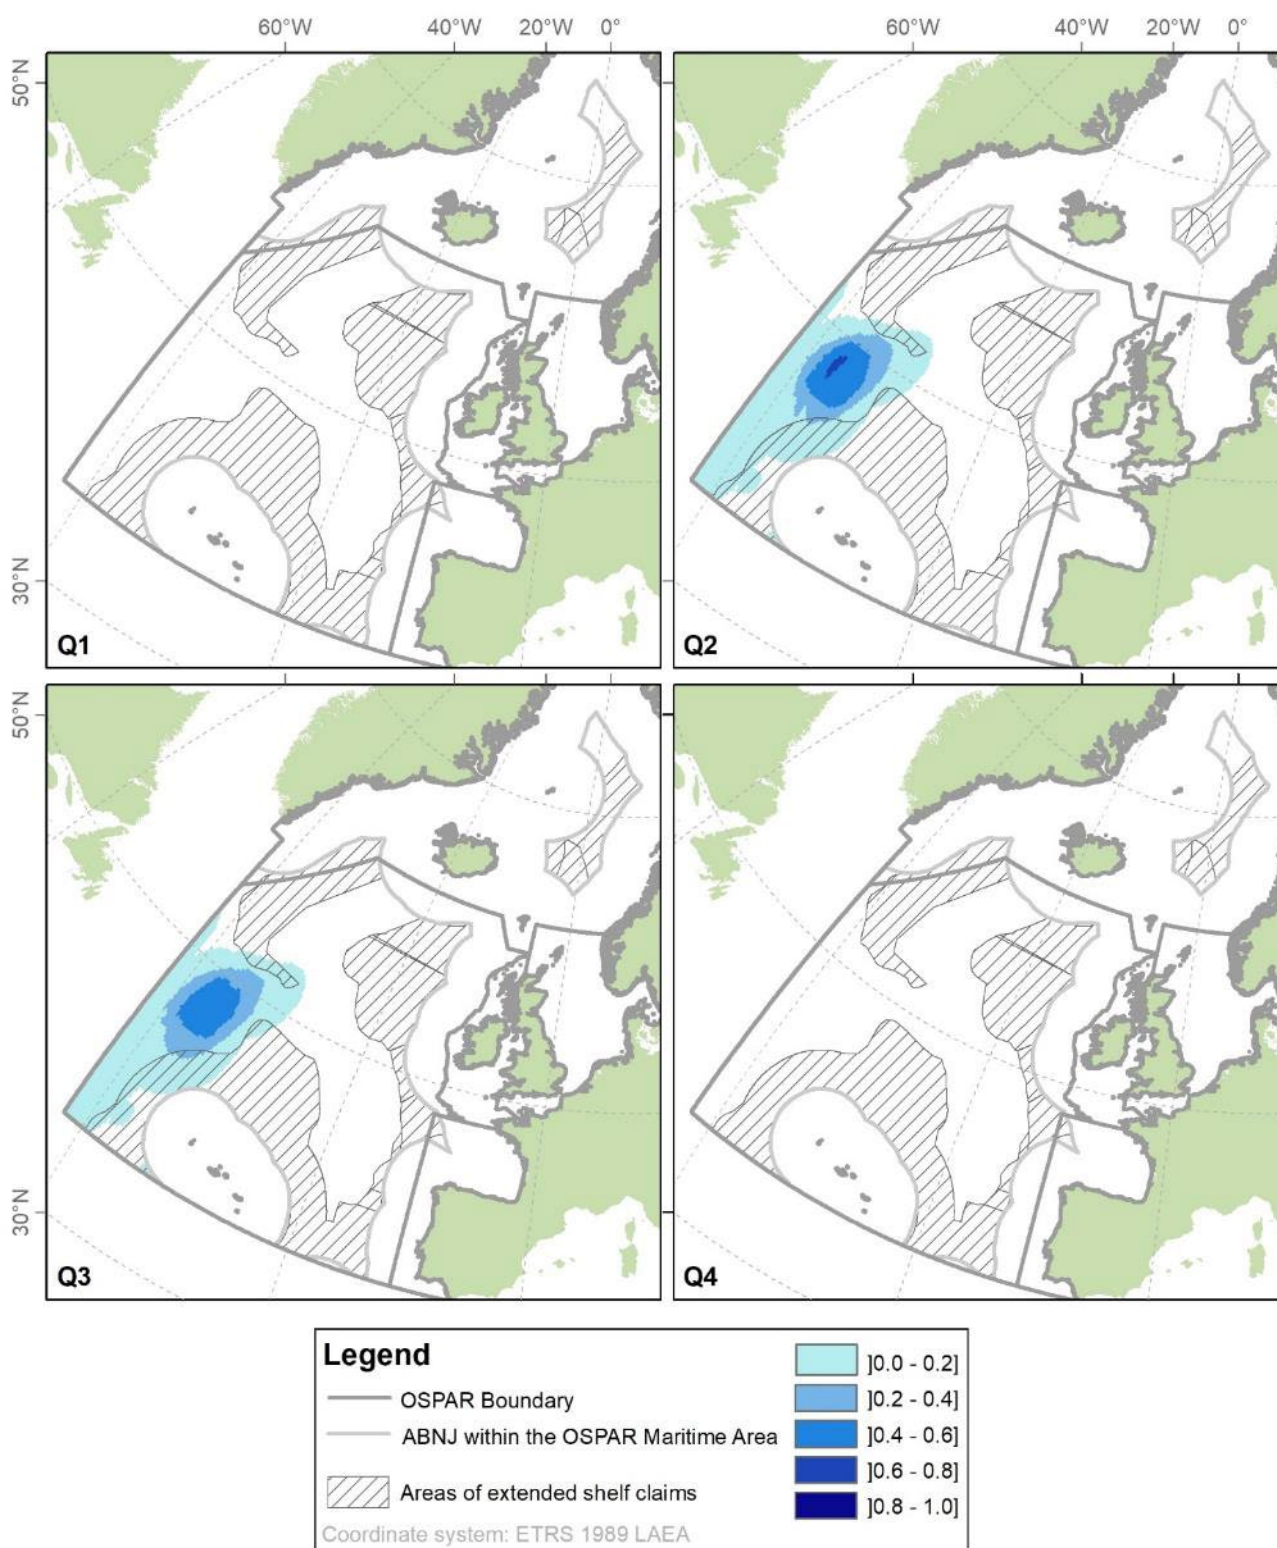 60°W 40°W 20°W 0° 60°W 40°W 20°W 0°
50°N
30°N
Q1 Q2
50°N
30°N
Q3 Q4
Legend
OSPAR Boundary
ABNJ within the OSPAR Maritime Area
Areas of extended shelf claims
Coordinate system: ETRS 1989 LAEA
]0.0 - 0.2]
]0.2 - 0.4]
]0.4 - 0.6]
]0.6 - 0.8]
]0.8 - 1.0]